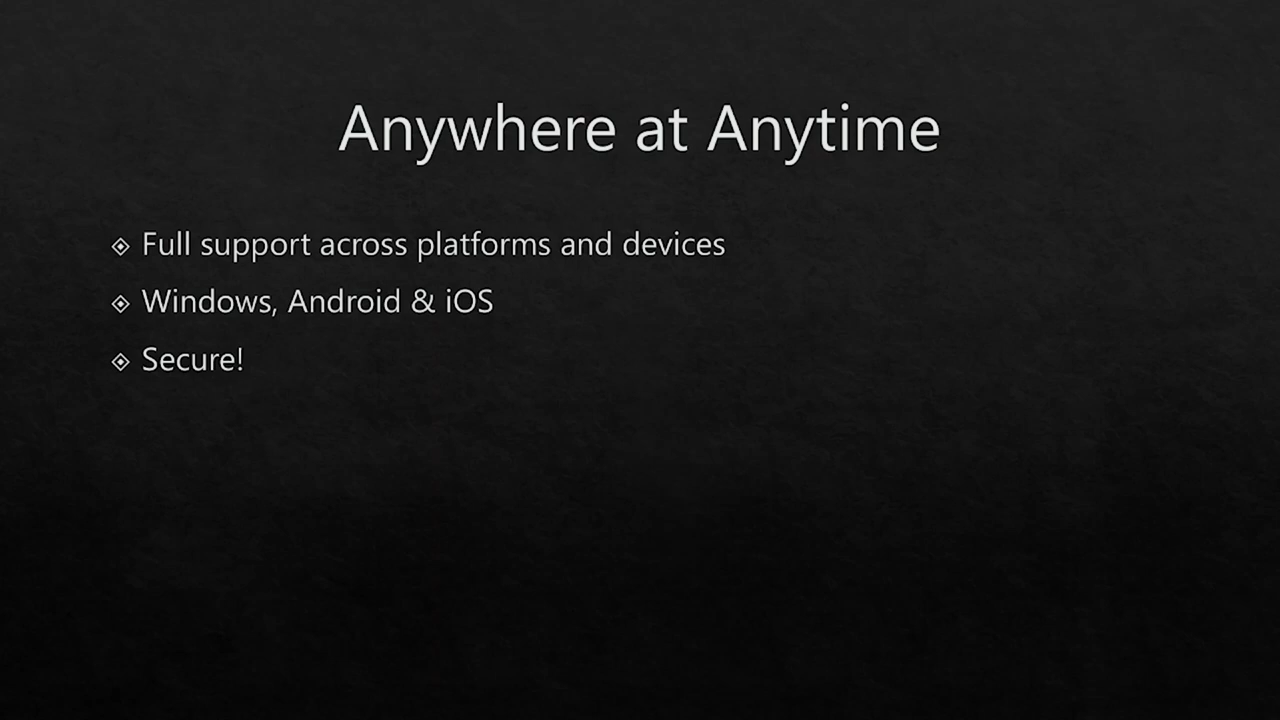 Anywhere at Anytime
Full support across platforms and devices
Windows, Android & iOS
Secure!